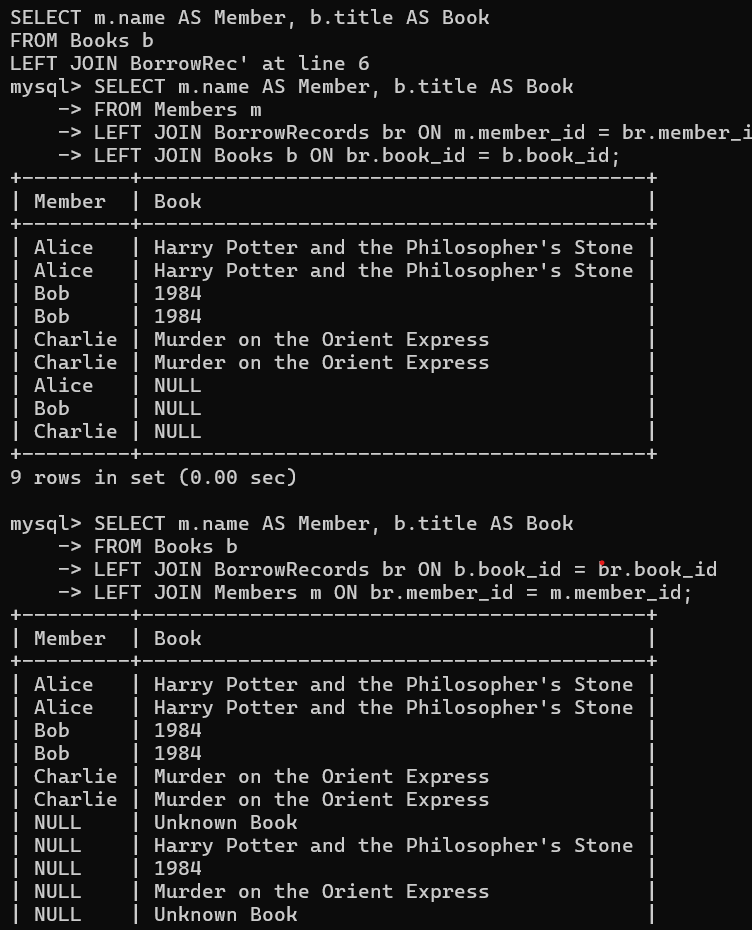 SELECT m.name AS Member, b.title AS Book
FROM Books b
LEFT JOIN BorrowRec' at line 6
mysql> SELECT m.name AS Member, b.title AS Book
    -> FROM Members m
    -> LEFT JOIN BorrowRecords br ON m.member_id = br.member_i
    -> LEFT JOIN Books b ON br.book_id = b.book_id;
+---------+------------------------------------------+
| Member  | Book                                     |
+---------+------------------------------------------+
| Alice   | Harry Potter and the Philosopher's Stone |
| Alice   | Harry Potter and the Philosopher's Stone |
| Bob     | 1984                                     |
| Bob     | 1984                                     |
| Charlie | Murder on the Orient Express             |
| Charlie | Murder on the Orient Express             |
| Alice   | NULL                                     |
| Bob     | NULL                                     |
| Charlie | NULL                                     |
+---------+------------------------------------------+
9 rows in set (0.00 sec)

mysql> SELECT m.name AS Member, b.title AS Book
    -> FROM Books b
    -> LEFT JOIN BorrowRecords br ON b.book_id = br.book_id
    -> LEFT JOIN Members m ON br.member_id = m.member_id;
+---------+------------------------------------------+
| Member  | Book                                     |
+---------+------------------------------------------+
| Alice   | Harry Potter and the Philosopher's Stone |
| Alice   | Harry Potter and the Philosopher's Stone |
| Bob     | 1984                                     |
| Bob     | 1984                                     |
| Charlie | Murder on the Orient Express             |
| Charlie | Murder on the Orient Express             |
| NULL    | Unknown Book                             |
| NULL    | Harry Potter and the Philosopher's Stone |
| NULL    | 1984                                     |
| NULL    | Murder on the Orient Express             |
| NULL    | Unknown Book                             |